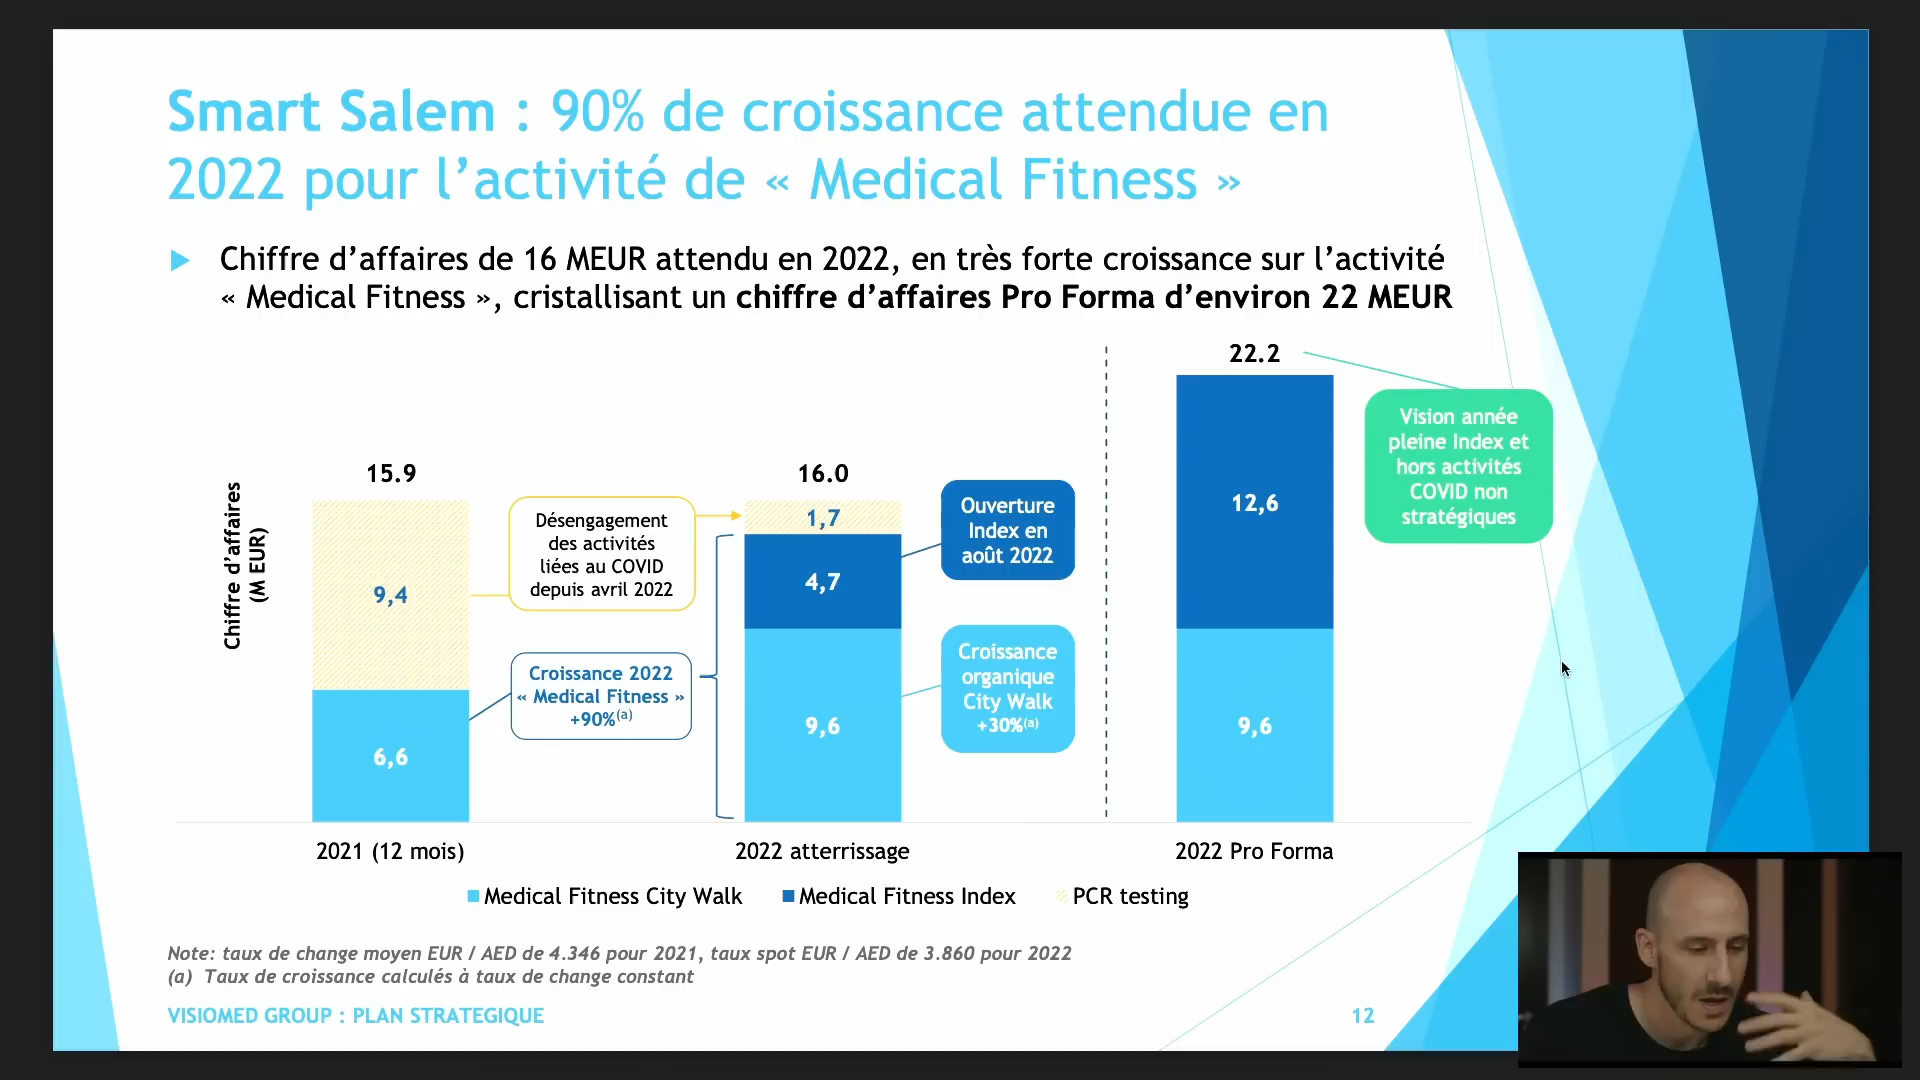 Smart Salem : 90% de croissance attendue en
2022 pour l’activité de « Medical Fitness »
Chiffre d’affaires de 16 MEUR attendu en 2022, en très forte croissance sur l’activité
« Medical Fitness », cristallisant un chiffre d’affaires Pro Forma d’environ 22 MEUR
Chiffre d’affaires
(M EUR)
15.9
9,4
6,6
Désengagement
des activités
liées au COVID
depuis avril 2022
Croissance 2022
« Medical Fitness »
+90%(a)
16.0
1,7
4,7
9,6
Ouverture
Index en
août 2022
Croissance
organique
City Walk
+30%(a)
22.2
12,6
9,6
Vision année
pleine Index et
hors activités
COVID non
stratégiques
2021 (12 mois)
2022 atterrissage
2022 Pro Forma
Medical Fitness City Walk
Medical Fitness Index
PCR testing
Note: taux de change moyen EUR / AED de 4.346 pour 2021, taux spot EUR / AED de 3.860 pour 2022
(a) Taux de croissance calculés à taux de change constant
VISIOMED GROUP : PLAN STRATEGIQUE
12